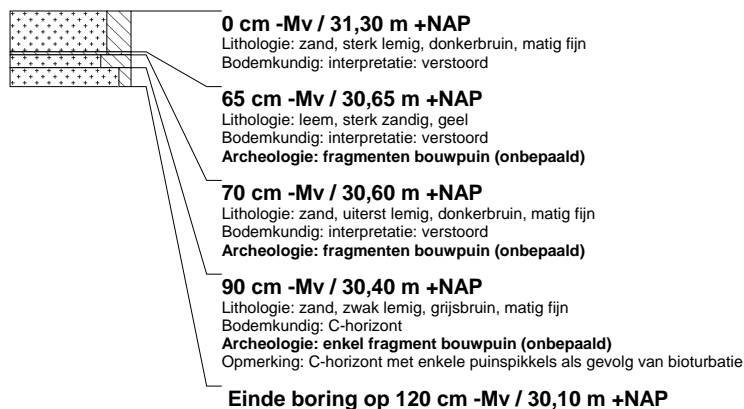 0 cm -Mv / 31,30 m +NAP
Lithologie: zand, sterk lemig, donkerbruin, matig fijn
Bodemkundig: interpretatie: verstoord
65 cm -Mv / 30,65 m +NAP
Lithologie: leem, sterk zandig, geel
Bodemkundig: interpretatie: verstoord
Archeologie: fragmenten bouwpuin (onbepaald)
70 cm -Mv / 30,60 m +NAP
Lithologie: zand, uiterst lemig, donkerbruin, matig fijn
Bodemkundig: interpretatie: verstoord
Archeologie: fragmenten bouwpuin (onbepaald)
90 cm -Mv / 30,40 m +NAP
Lithologie: zand, zwak lemig, grijsbruin, matig fijn
Bodemkundig: C-horizont
Archeologie: enkel fragment bouwpuin (onbepaald)
Opmerking: C-horizont met enkele puinspikkels als gevolg van bioturbatie
Einde boring op 120 cm -Mv / 30,10 m +NAP